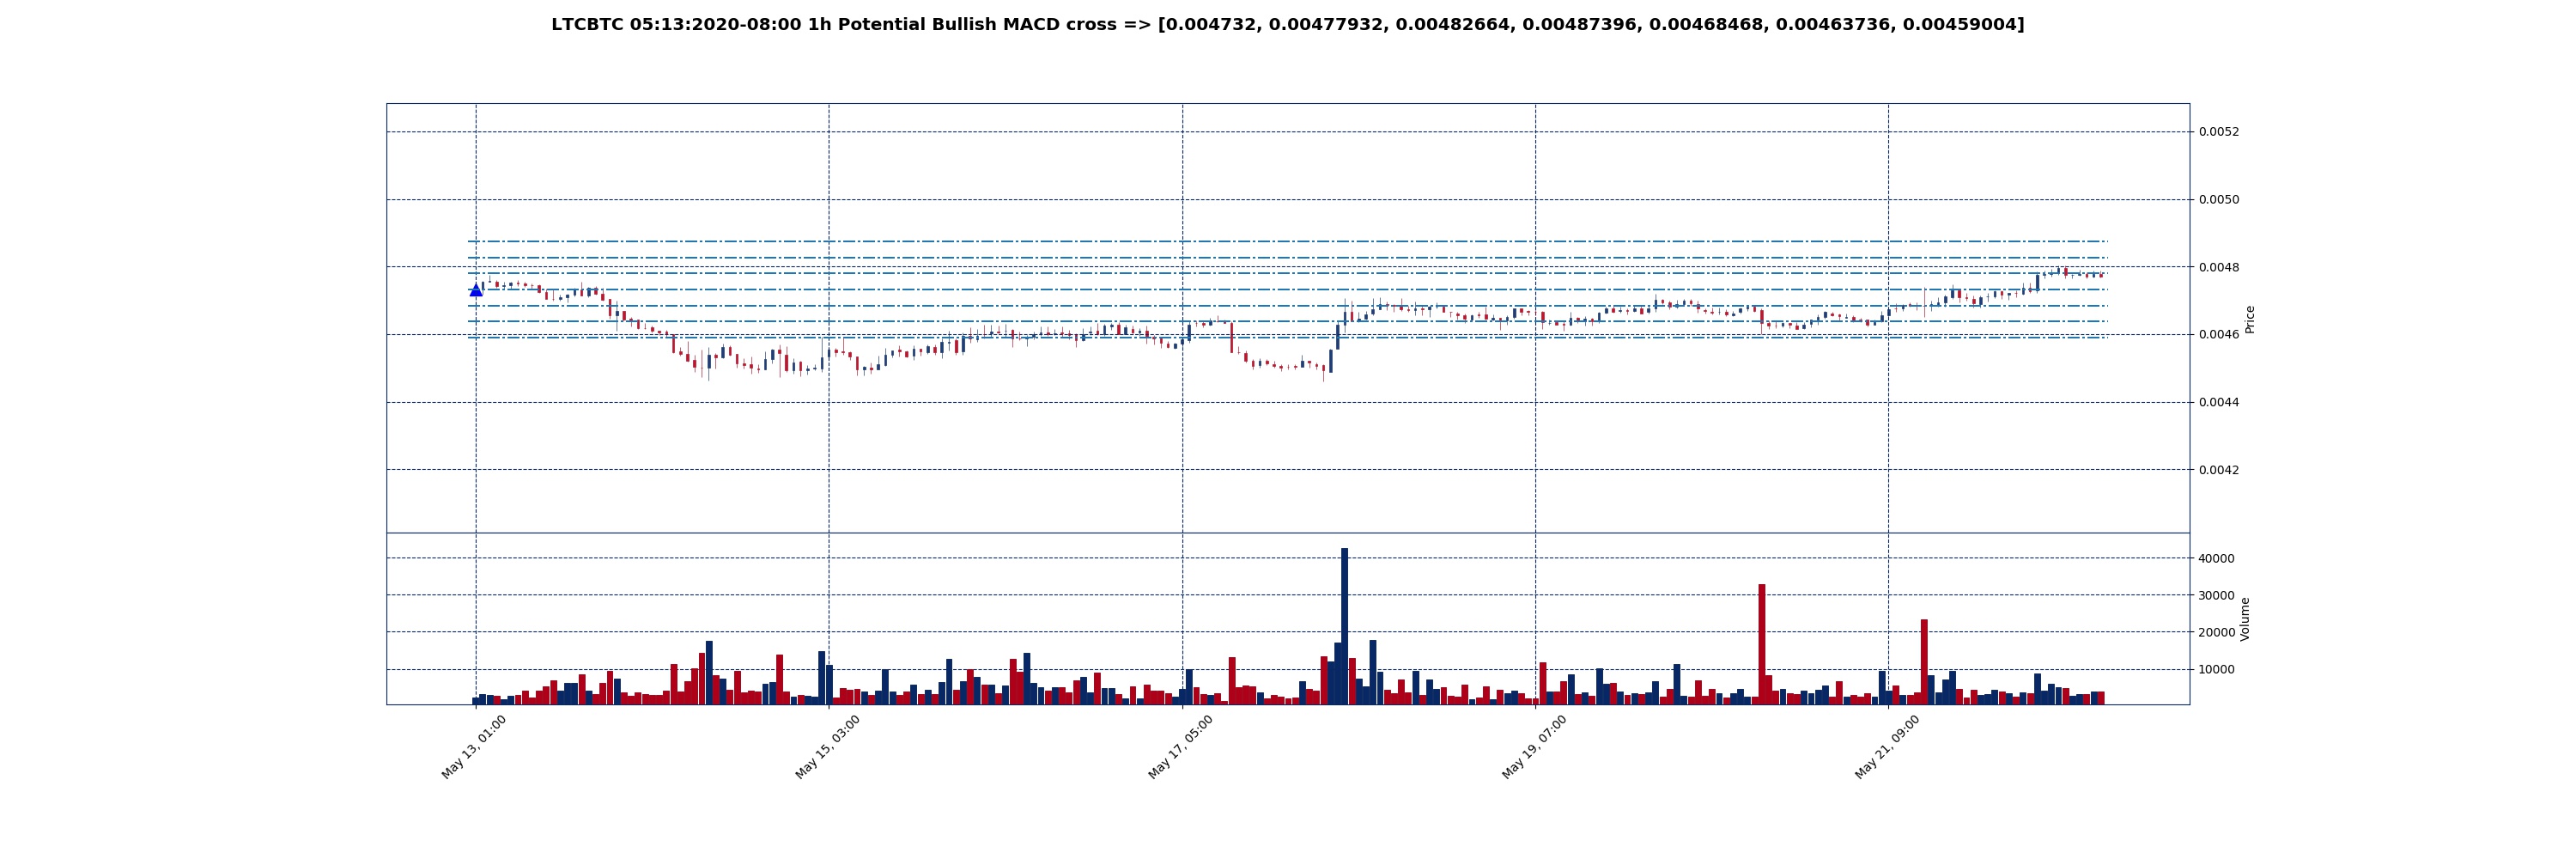 LTCBTC 05:13:2020-08:00 1h Potential Bullish MACD cross => [0.004732, 0.00477932, 0.00482664, 0.00487396, 0.00468468, 0.00463736, 0.00459004]
0.0052
0.0050
0.0048
0.0046
0.0044
0.0042
Price
40000
30000
20000
10000
Volume
May 13, 01:00
May 15, 03:00
May 17, 05:00
May 19, 07:00
May 21, 09:00